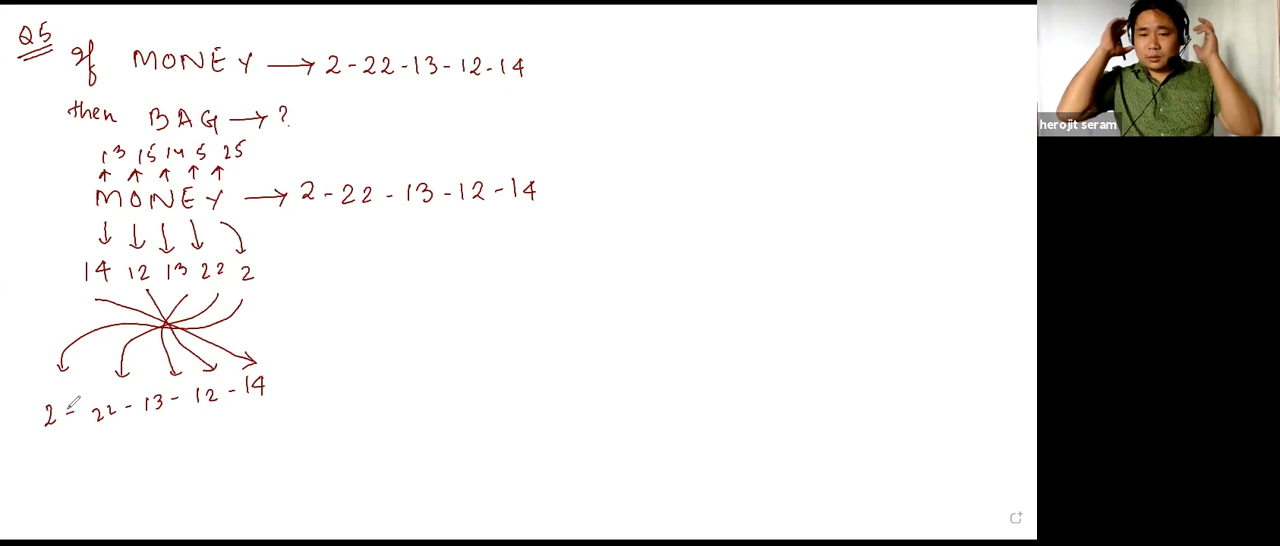 Q5
If MONEY → 2-22-13-12-14
then BAG → ?
13 15 14 5 25
MONEY → 2-22-13-12-14
14 12 13 22 2
2-22-13-12-14
herojit seram